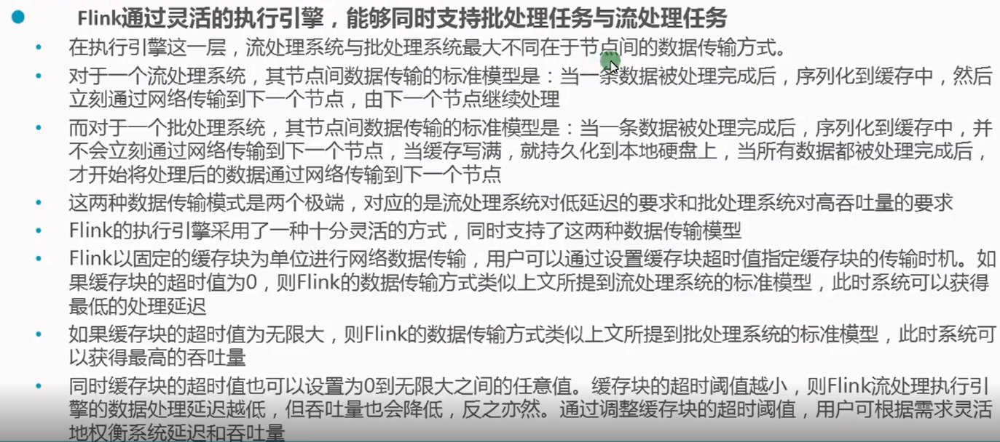 Flink通过灵活的执行引擎，能够同时支持批处理任务与流处理任务
在执行引擎这一层，流处理系统与批处理系统最大不同在于节点间的数据传输方式。
对于一个流处理系统，其节点间数据传输的标准模型是：当一条数据被处理完成后，序列化到缓存中，然后
立刻通过网络传输到下一个节点，由下一个节点继续处理
而对于一个批处理系统，其节点间数据传输的标准模型是：当一条数据被处理完成后，序列化到缓存中，并
不会立刻通过网络传输到下一个节点，当缓存写满，就持久化到本地硬盘上，当所有数据都被处理完成后，
才开始将处理后的数据通过网络传输到下一个节点
这两种数据传输模式是两个极端，对应的是流处理系统对低延迟的要求和批处理系统对高吞吐量的要求
Flink的执行引擎采用了一种十分灵活的方式，同时支持了这两种数据传输模型
Flink以固定的缓存块为单位进行网络数据传输，用户可以通过设置缓存块超时值指定缓存块的传输时机。如
果缓存块的超时值为0，则Flink的数据传输方式类似上文所提到流处理系统的标准模型，此时系统可以获得
最低的处理延迟
如果缓存块的超时值为无限大，则Flink的数据传输方式类似上文所提到批处理系统的标准模型，此时系统可
以获得最高的吞吐量
同时缓存块的超时值也可以设置为0到无限大之间的任意值。缓存块的超时阈值越小，则Flink流处理执行引
擎的数据处理延迟越低，但吞吐量也会降低，反之亦然。通过调整缓存块的超时阈值，用户可根据需求灵活
地权衡系统延迟和吞吐量